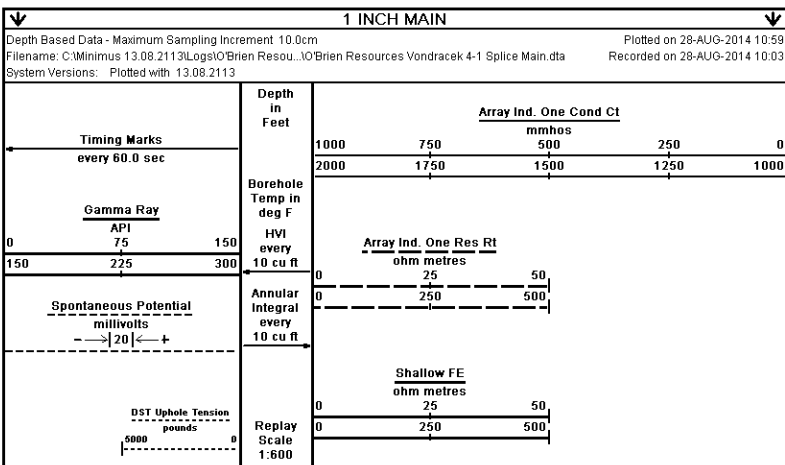 1 INCH MAIN
Depth Based Data - Maximum Sampling Increment 10.0cm
Plotted on 28-AUG-2014 10:59
Filename: C:\Minimus 13.08.2113\Logs\O'Brien Resou...\O'Brien Resources Vondracek 4-1 Splice Main.dta
Recorded on 28-AUG-2014 10:03
System Versions: Plotted with 13.08.2113
Timing Marks
every 60.0 sec
Gamma Ray
API
0 75 150
150 225 300
Spontaneous Potential
millivolts
- 20 +
DST Uphole Tension
pounds
5000 0
Depth
in
Feet
Borehole
Temp in
deg F
HVI
every
10 cu ft
Annular
Integral
every
10 cu ft
Replay
Scale
1:600
Array Ind. One Cond Ct
mmhos
1000 750 500 250 0
2000 1750 1500 1250 1000
Array Ind. One Res Rt
ohm metres
0 25 50
0 250 500
Shallow FE
ohm metres
0 25 50
0 250 500